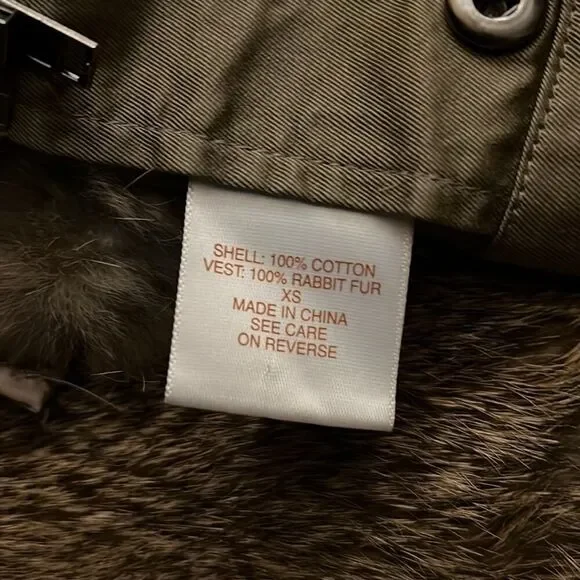 SHELL: 100% COTTON
VEST: 100% RABBIT FUR
XS
MADE IN CHINA
SEE CARE
ON REVERSE